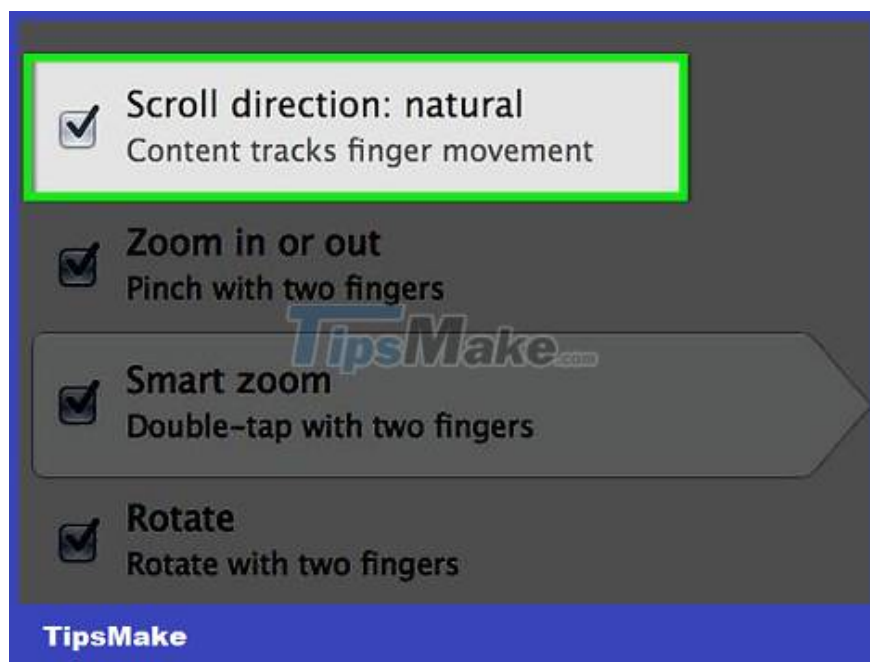 Scroll direction: natural
Content tracks finger movement
Zoom in or out
Pinch with two fingers
TipsMake.com
Smart zoom
Double-tap with two fingers
Rotate
Rotate with two fingers
TipsMake